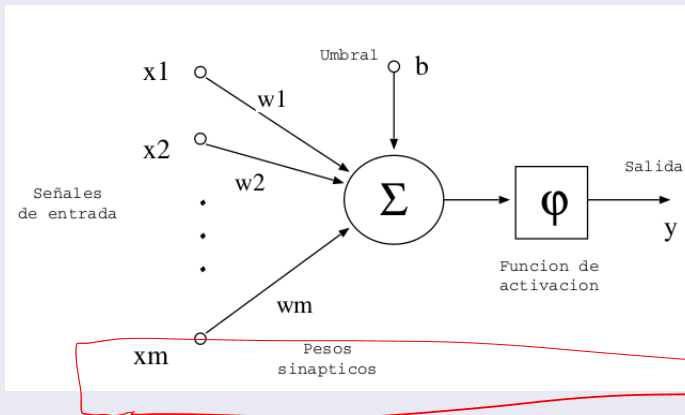 Umbral
b
x1
w1
x2
w2
Señales
de entrada
Σ
φ
Salida
y
Funcion de
activacion
wm
xm
Pesos
sinapticos